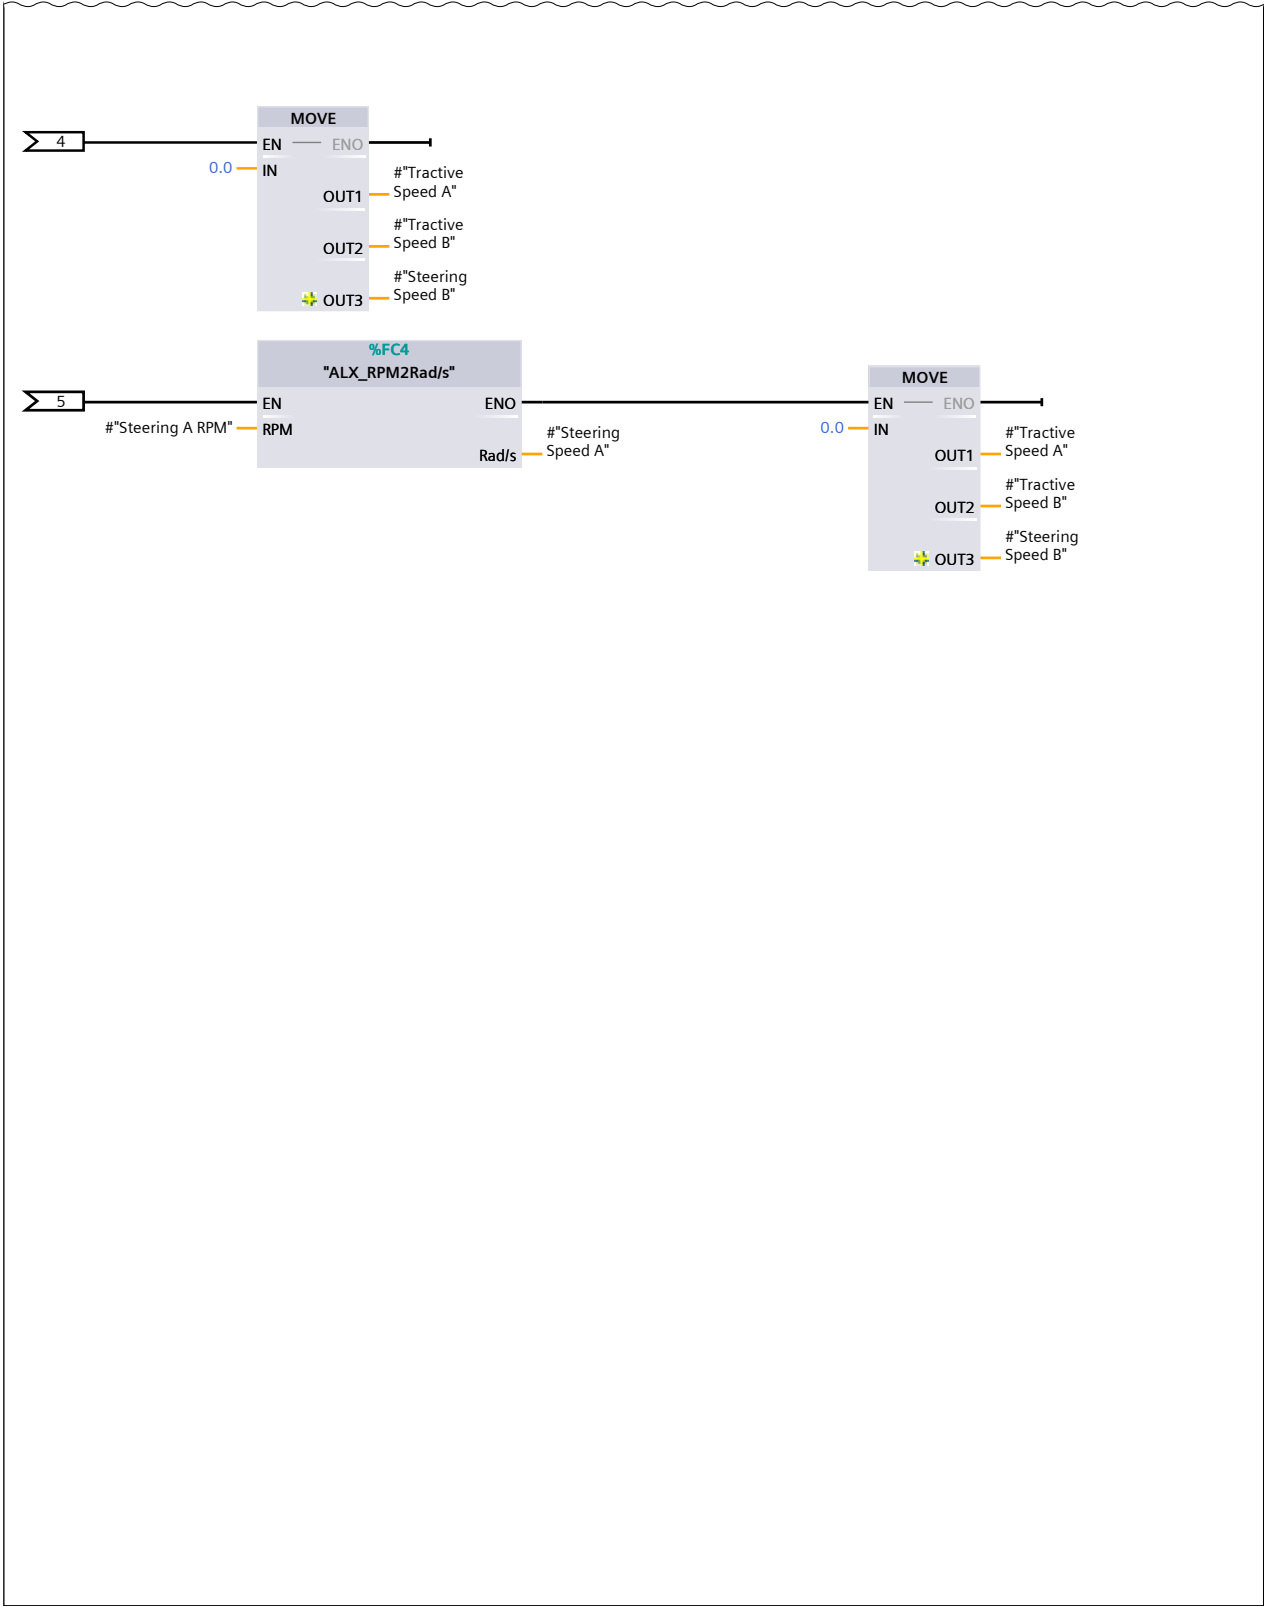 MOVE
4
EN
ENO
0.0
IN
#"Tractive
Speed A"
OUT1
#"Tractive
Speed B"
OUT2
#"Steering
Speed B"
OUT3
%FC4
"ALX_RPM2Rad/s"
MOVE
5
EN
ENO
EN
ENO
#"Steering A RPM"
RPM
#"Steering
Speed A"
Rad/s
0.0
IN
#"Tractive
Speed A"
OUT1
#"Tractive
Speed B"
OUT2
#"Steering
Speed B"
OUT3